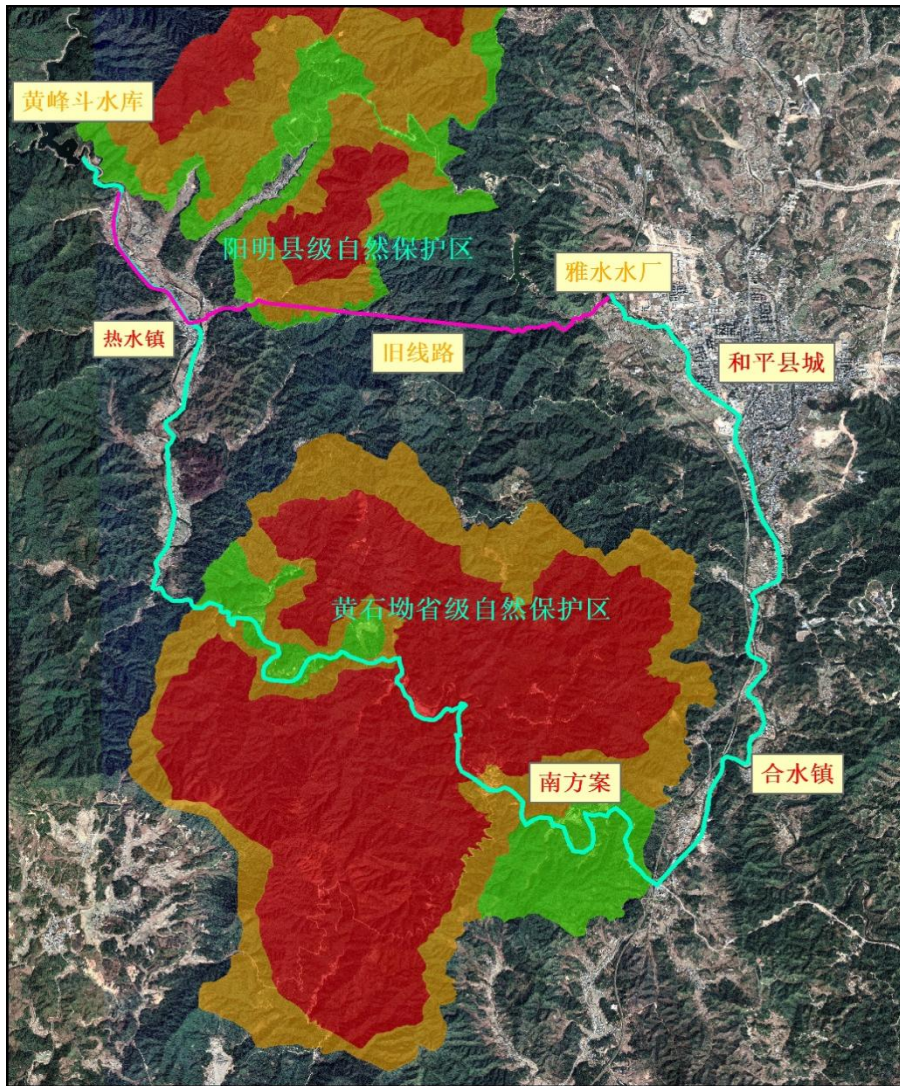 黄峰斗水库
阳明县级自然保护区
雅水水厂
热水镇
旧线路
和平县城
黄石坳省级自然保护区
南方案
合水镇